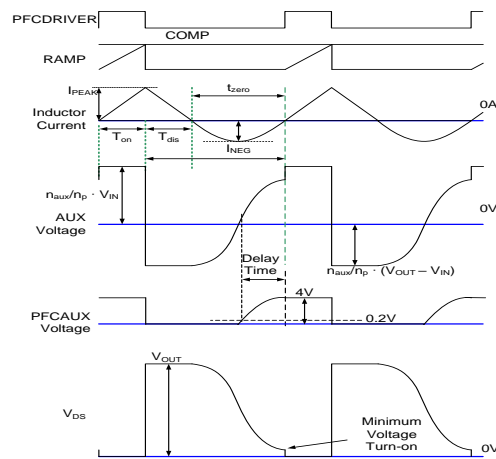 PFCDRIVER
COMP
RAMP
IPEAK
tzero
0A
Inductor
Current
Ton
Tdis
INEG
naux/np · VIN
AUX
Voltage
0V
Delay
Time
naux/np · (VOUT – VIN)
4V
PFCAUX
Voltage
0.2V
VOUT
VDS
Minimum
Voltage
Turn-on
0V